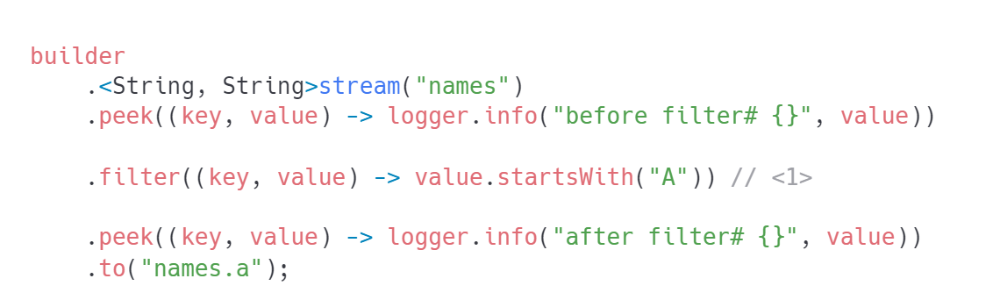 builder
    .<String, String>stream("names")
    .peek((key, value) -> logger.info("before filter# {}", value))
    .filter((key, value) -> value.startsWith("A")) // <1>
    .peek((key, value) -> logger.info("after filter# {}", value))
    .to("names.a");